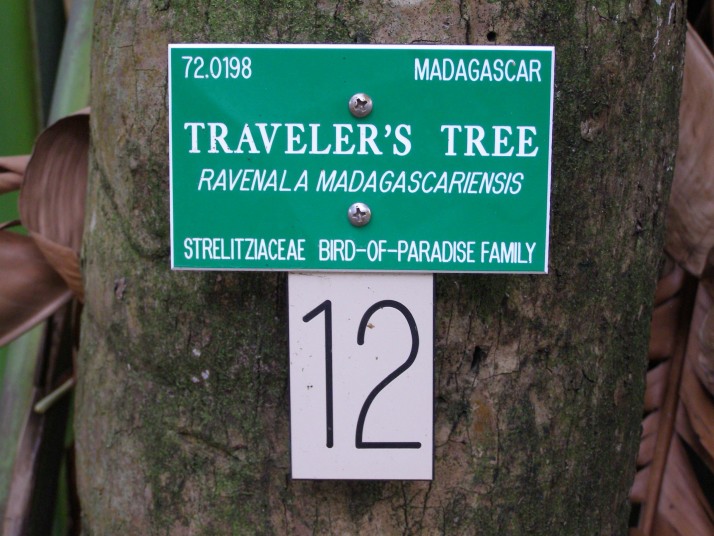 72.0198 MADAGASCAR
TRAVELER'S TREE
RAVENALA MADAGASCARIENSIS
STRELITZIACEAE BIRD-OF-PARADISE FAMILY
12